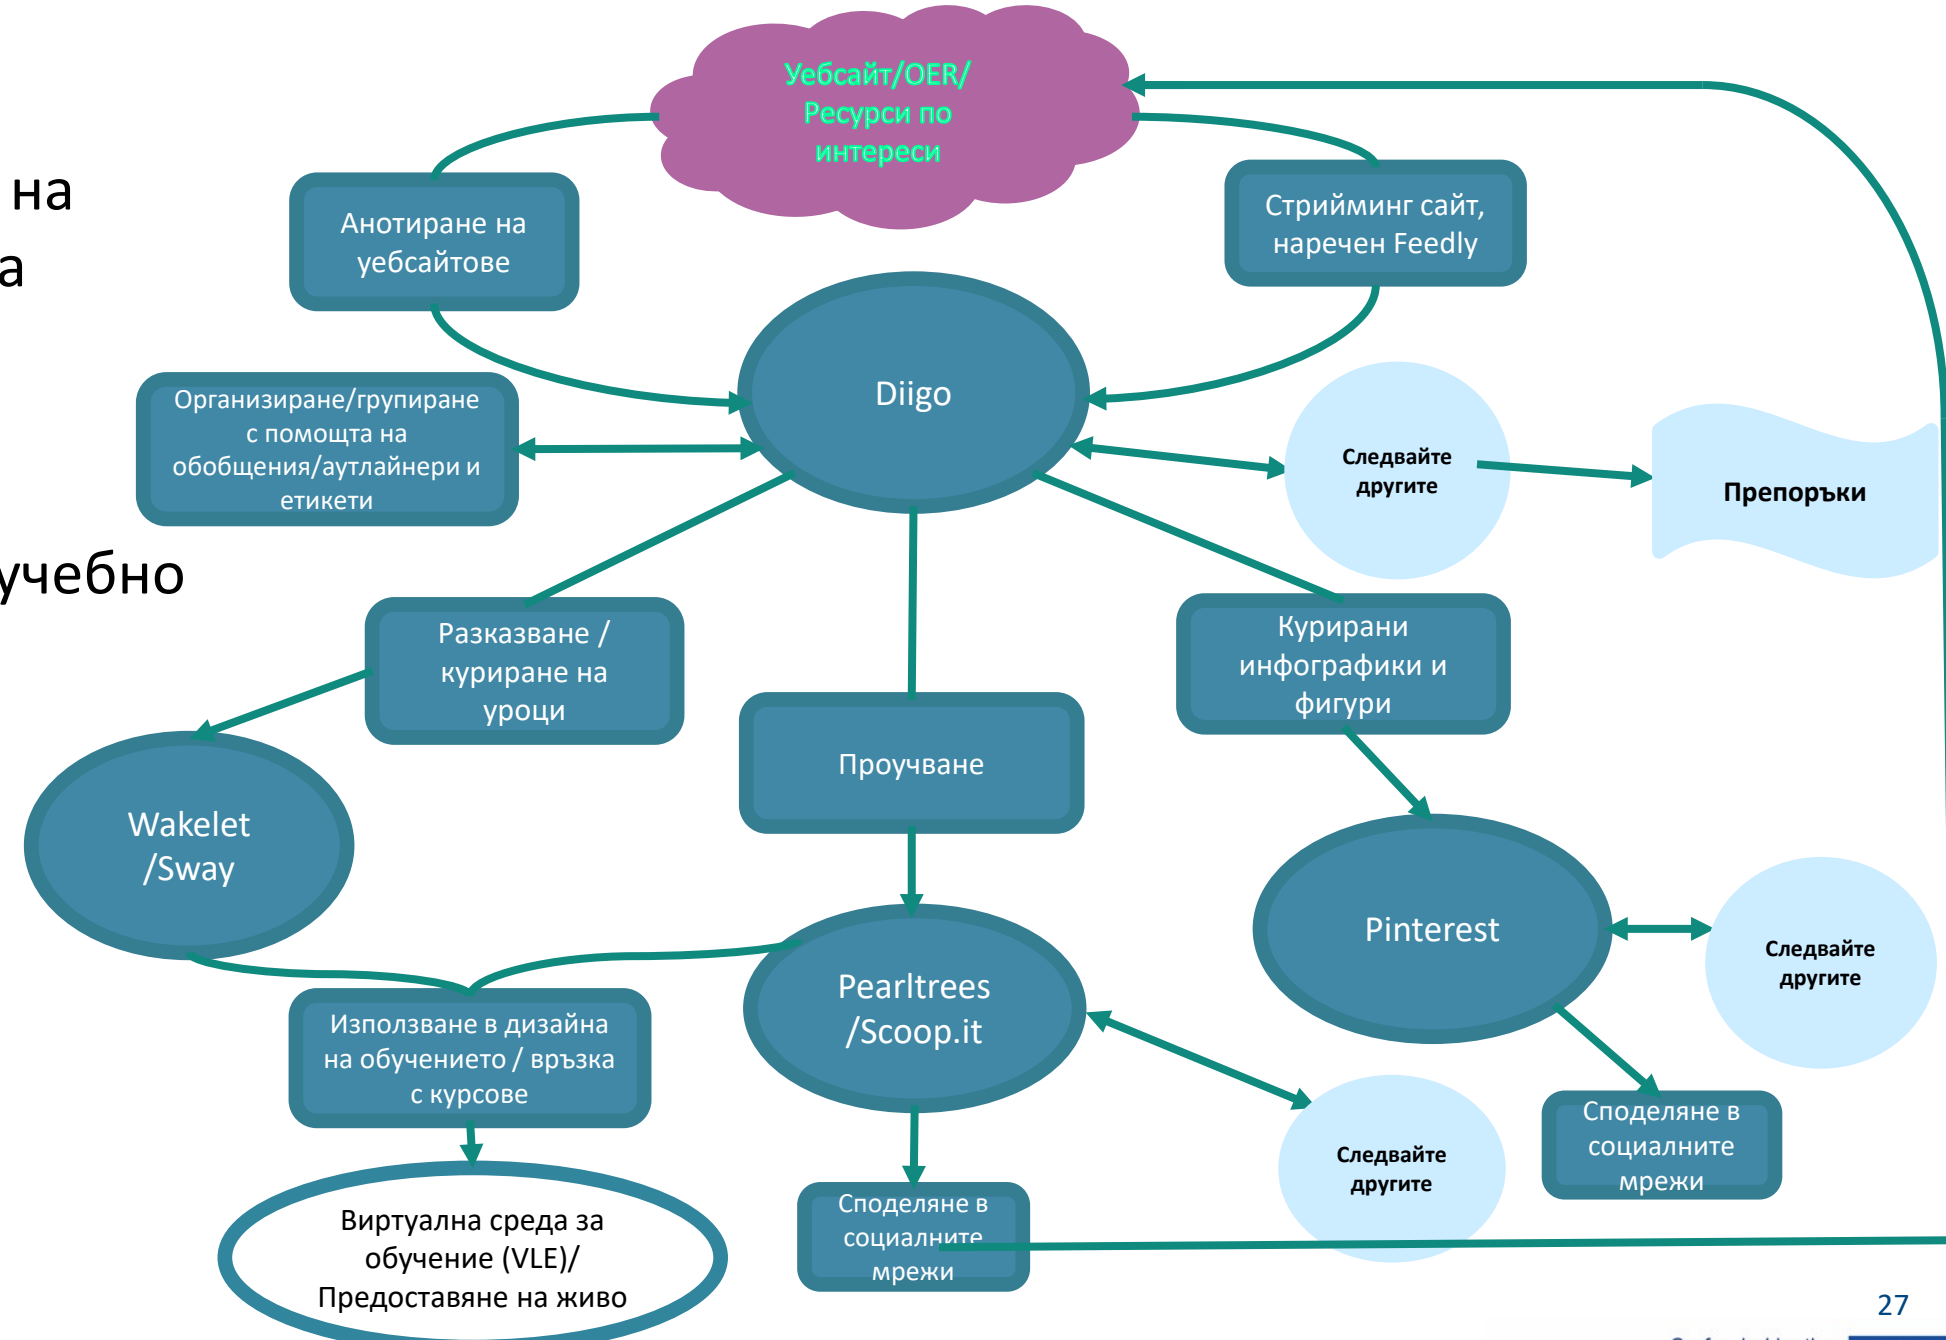 Уебсайт/OER/
Ресурси по
интереси
на
а
учебно
Анотиране на
уебсайтове
Стрийминг сайт,
наречен Feedly
Diigo
Организиране/групиране
с помощта на
обобщения/аутлайнери и
етикети
Следвайте
другите
Препоръки
Разказване /
куриране на
уроци
Проучване
Курирани
инфографики и
фигури
Wakelet
/Sway
Pearltrees
/Scoop.it
Pinterest
Следвайте
другите
Използване в дизайна
на обучението / връзка
с курсове
Следвайте
другите
Споделяне в
социалните
мрежи
Споделяне в
социалните
мрежи
Виртуална среда за
обучение (VLE)/
Предоставяне на живо
27